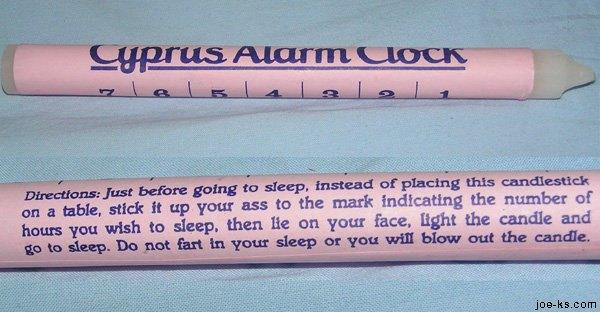 Cyprus Alarm Clock
7 6 5 4 3 2 1
Directions: Just before going to sleep, instead of placing this candlestick
on a table, stick it up your ass to the mark indicating the number of
hours you wish to sleep, then lie on your face, light the candle and
go to sleep. Do not fart in your sleep or you will blow out the candle.
joe-ks.com